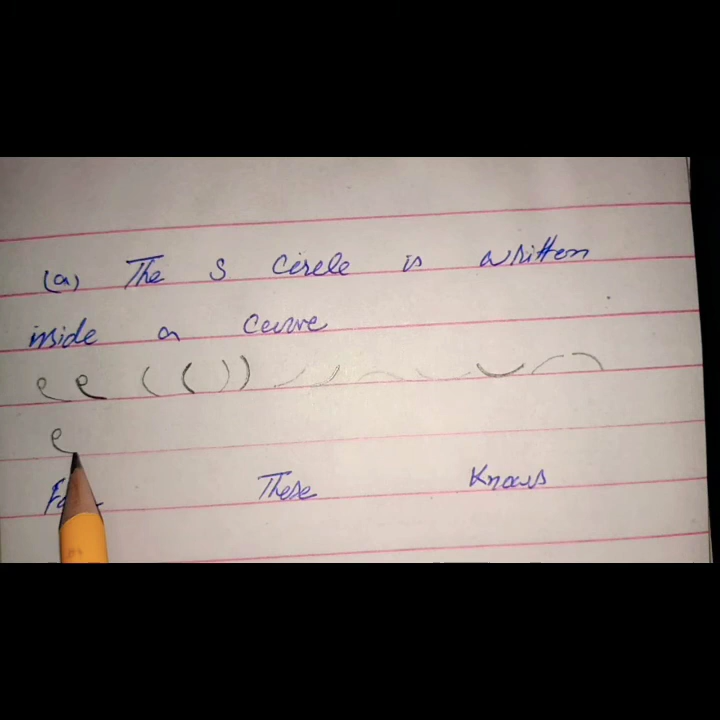 (a) The S Circle is written
inside a Curve
These Knows